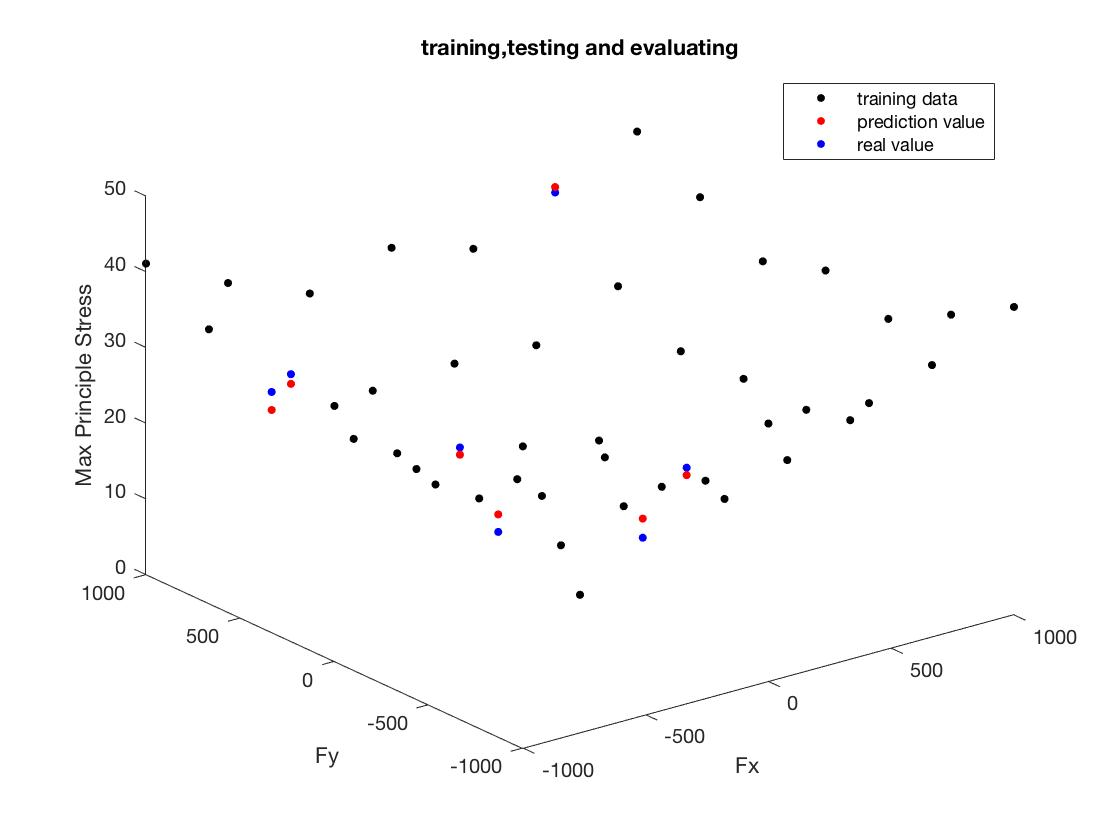 training,testing and evaluating
training data
prediction value
real value
50
40
30
20
10
0
Max Principle Stress
1000
500
0
-500
-1000
Fy
-1000
-500
0
500
1000
Fx